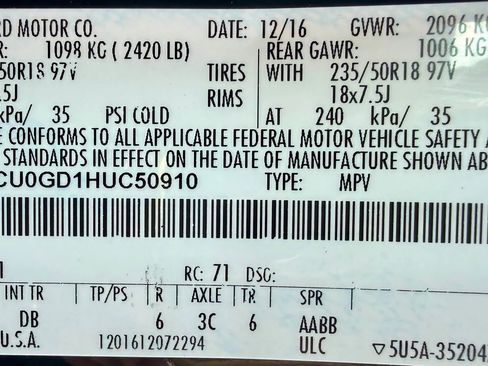 RD MOTOR CO. DATE: 12/16 GVWR: 2096 KG
R: 1098 KG ( 2420 LB) REAR GAWR: 1006 KG
/50R18 97V TIRES WITH 235/50R18 97V
.5J RIMS 18x7.5J
kPa/ 35 PSI COLD AT 240 kPa/ 35
E CONFORMS TO ALL APPLICABLE FEDERAL MOTOR VEHICLE SAFETY A
STANDARDS IN EFFECT ON THE DATE OF MANUFACTURE SHOWN AB
CU0GD1HUC50910 TYPE: MPV
RC: 71 DSO:
INT TR TP/PS R AXLE TR SPR
DB 6 3C 6 AABB
U.S.A. 1201612072294 ULC ▽5U5A-35204